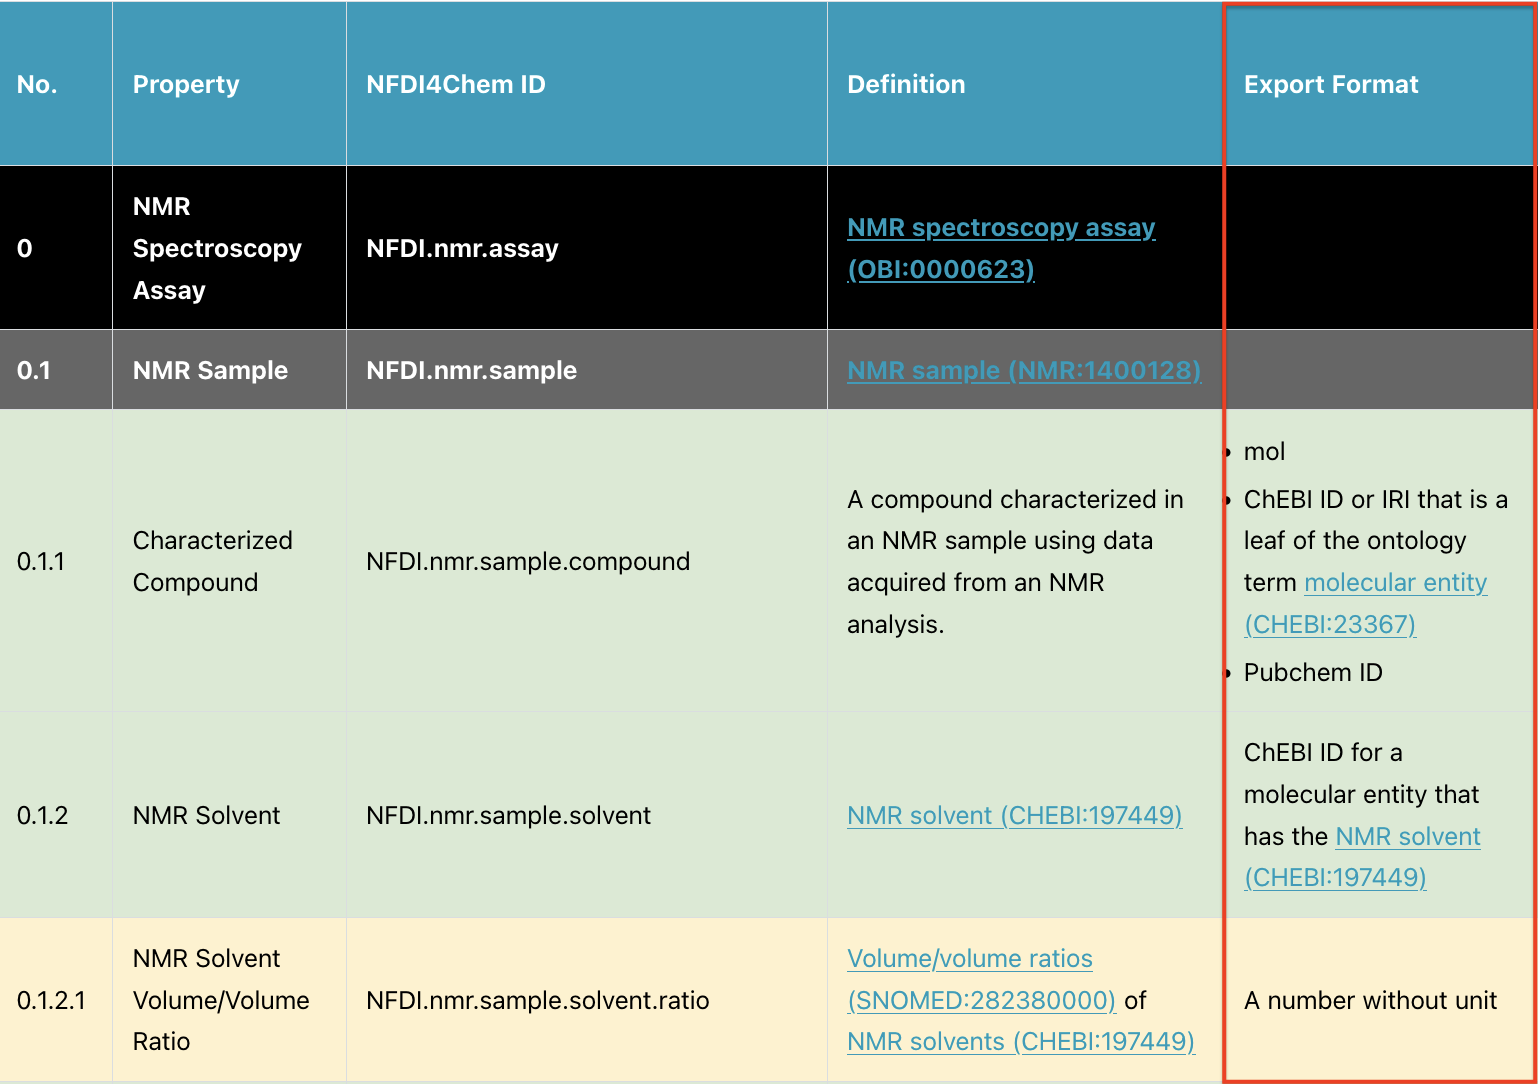 No.
Property
NFDI4Chem ID
Definition
Export Format
0
NMR
Spectroscopy
Assay
NFDI.nmr.assay
NMR spectroscopy assay
(OBI:0000623)
0.1
NMR Sample
NFDI.nmr.sample
NMR sample (NMR:1400128)
0.1.1
Characterized
Compound
NFDI.nmr.sample.compound
A compound characterized in
an NMR sample using data
acquired from an NMR
analysis.
• mol
• ChEBI ID or IRI that is a
leaf of the ontology
term molecular entity
(CHEBI:23367)
• Pubchem ID
0.1.2
NMR Solvent
NFDI.nmr.sample.solvent
NMR solvent (CHEBI:197449)
ChEBI ID for a
molecular entity that
has the NMR solvent
(CHEBI:197449)
0.1.2.1
NMR Solvent
Volume/Volume
Ratio
NFDI.nmr.sample.solvent.ratio
Volume/volume ratios
(SNOMED:282380000) of
NMR solvents (CHEBI:197449)
A number without unit